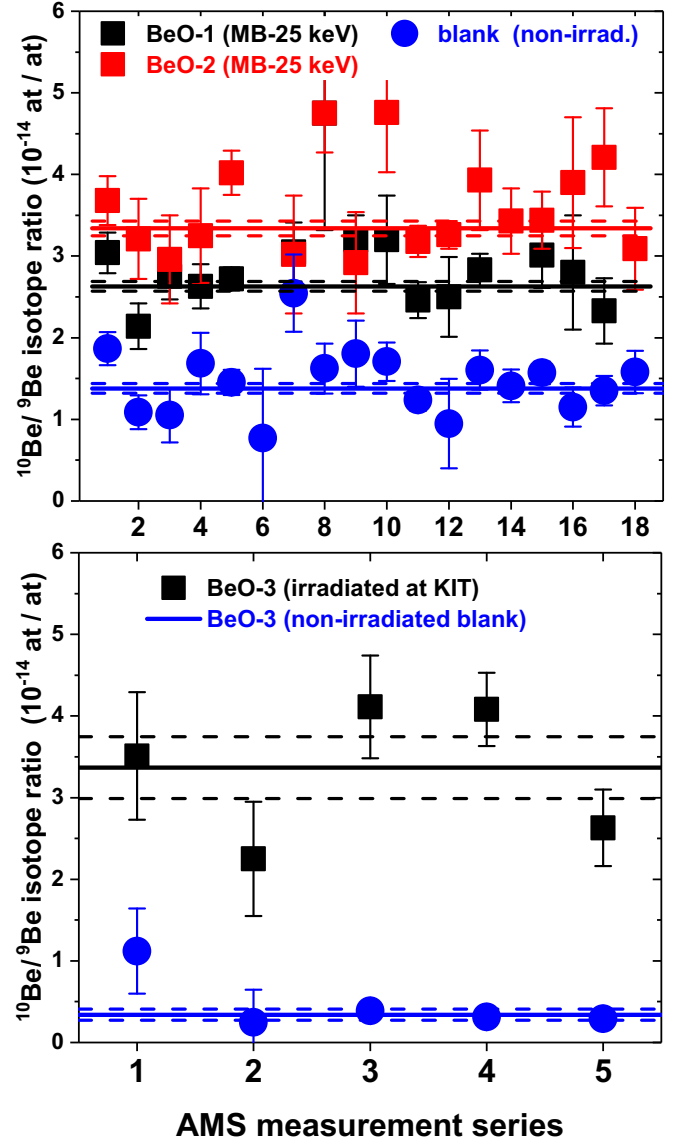 6
5
4
3
2
1
0
BeO-1 (MB-25 keV) blank (non-irrad.)
BeO-2 (MB-25 keV)
¹⁰Be/ ⁹Be isotope ratio (10⁻¹⁴ at / at)
2 4 6 8 10 12 14 16 18
6
5
4
3
2
1
0
BeO-3 (irradiated at KIT)
BeO-3 (non-irradiated blank)
¹⁰Be/ ⁹Be isotope ratio (10⁻¹⁴ at / at)
1 2 3 4 5
AMS measurement series